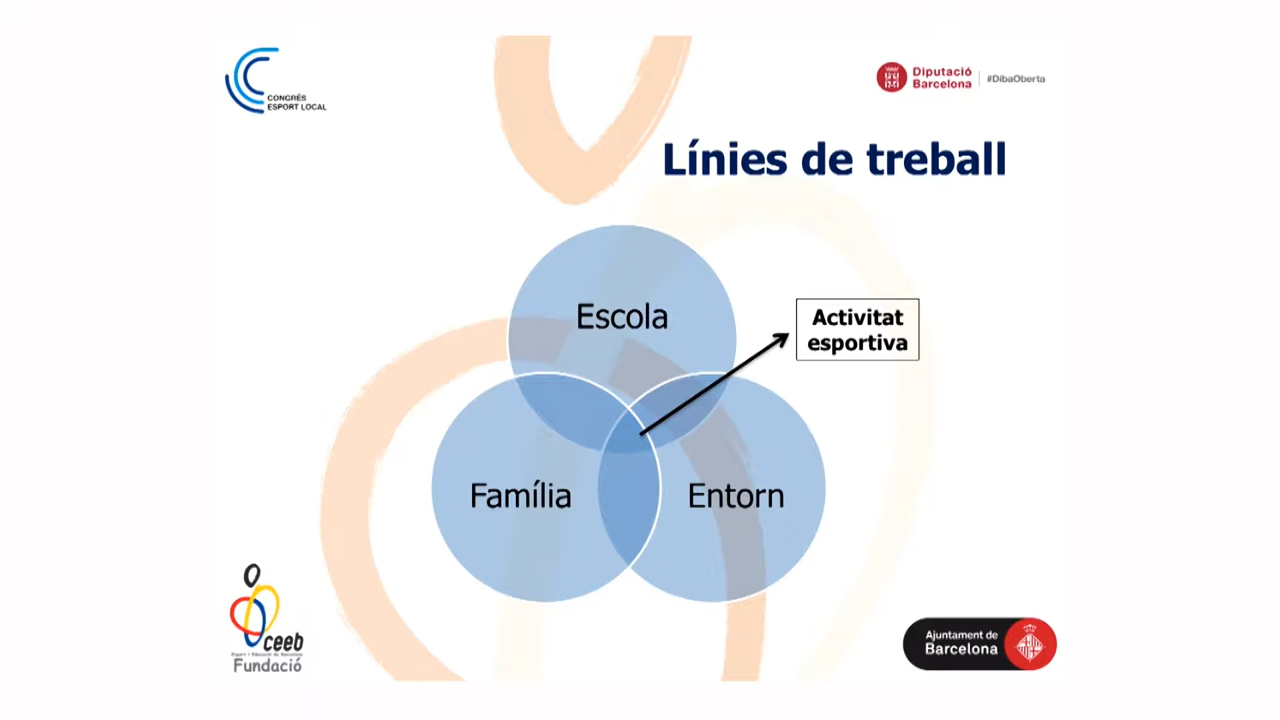 CONGRÉS
ESPORT LOCAL
Diputació
Barcelona
#DibaOberta
Línies de treball
Escola
Activitat
esportiva
Família
Entorn
ceeb
Esport i Educació de Barcelona
Fundació
Ajuntament de
Barcelona